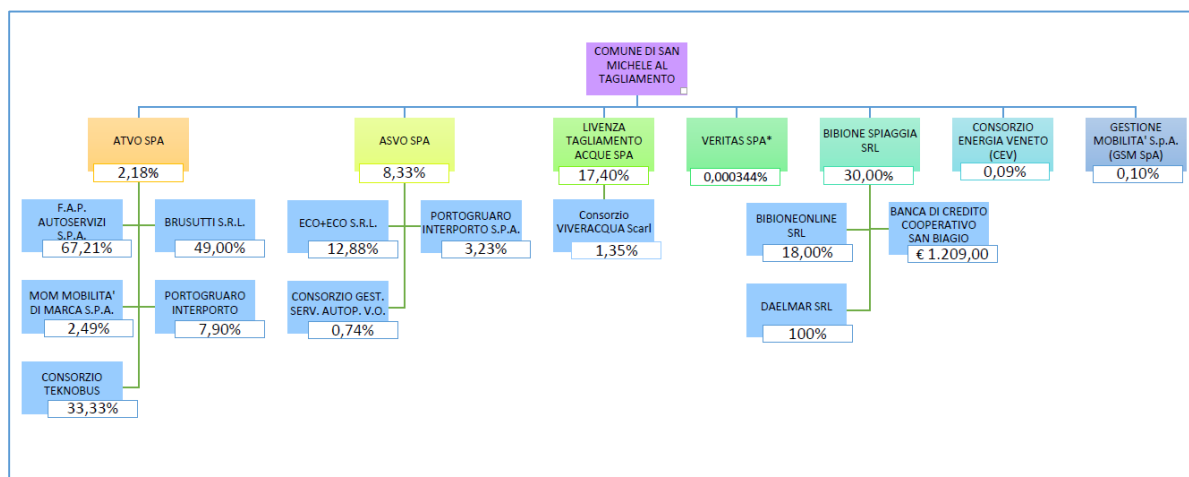 COMUNE DI SAN
MICHELE AL
TAGLIAMENTO
ATVO SPA
2,18%
ASVO SPA
8,33%
LIVENZA
TAGLIAMENTO
ACQUE SPA
17,40%
VERITAS SPA*
0,000344%
BIBIONE SPIAGGIA
SRL
30,00%
CONSORZIO
ENERGIA VENETO
(CEV)
0,09%
GESTIONE
MOBILITA' S.p.A.
(GSM SpA)
0,10%
F.A.P.
AUTOSERVIZI
S.P.A.
67,21%
BRUSUTTI S.R.L.
49,00%
ECO+ECO S.R.L.
12,88%
PORTOGRUARO
INTERPORTO S.P.A.
3,23%
Consorzio
VIVERACQUA Scarl
1,35%
BIBIONEONLINE
SRL
18,00%
BANCA DI CREDITO
COOPERATIVO
SAN BIAGIO
€ 1.209,00
MOM MOBILITA'
DI MARCA S.P.A.
2,49%
PORTOGRUARO
INTERPORTO
7,90%
CONSORZIO GEST.
SERV. AUTOP. V.O.
0,74%
DAELMAR SRL
100%
CONSORZIO
TEKNOBUS
33,33%